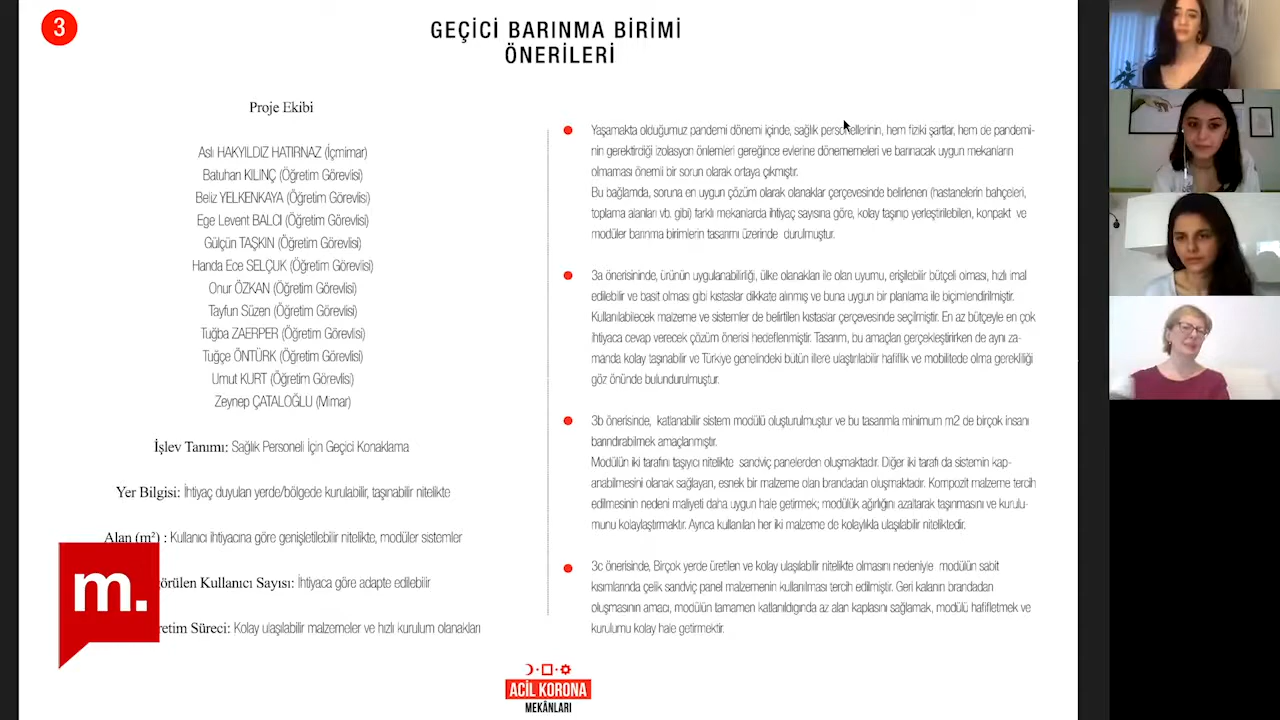 3
GEÇİCİ BARINMA BİRİMİ
ÖNERİLERİ
Proje Ekibi
Aslı HAKYILDIZ HATIRNAZ (İçmimar)
Batuhan KILINÇ (Öğretim Görevlisi)
Beliz YELKENKAYA (Öğretim Görevlisi)
Ege Levent BALCI (Öğretim Görevlisi)
Gülçün TAŞKIN (Öğretim Görevlisi)
Handa Ece SELÇUK (Öğretim Görevlisi)
Onur ÖZKAN (Öğretim Görevlisi)
Tayfun Süzen (Öğretim Görevlisi)
Tuğba ZAERPER (Öğretim Görevlisi)
Tuğçe ÖNTÜRK (Öğretim Görevlisi)
Umut KURT (Öğretim Görevlisi)
Zeynep ÇATALOĞLU (Mimar)
İşlev Tanımı: Sağlık Personeli İçin Geçici Konaklama
Yer Bilgisi: İhtiyaç duyulan yerde/bölgede kurulabilir, taşınabilir nitelikte
Alan (m²) : Kullanıcı ihtiyacına göre genişletilebilir nitelikte, modüler sistemler
örülen Kullanıcı Sayısı: İhtiyaca göre adapte edilebilir
retim Süreci: Kolay ulaşılabilir malzemeler ve hızlı kurulum olanakları
m.
Yaşamakta olduğumuz pandemi dönemi içinde, sağlık personellerinin, hem fiziki şartlar, hem de pandemi-
nin gerektirdiği izolasyon önlemleri gereğince evlerine dönememeleri ve barınacak uygun mekanların
olmaması önemli bir sorun olarak ortaya çıkmıştır.
Bu bağlamda, soruna en uygun çözüm olarak olanaklar çerçevesinde belirlenen (hastanelerin bahçeleri,
toplama alanları vb. gibi) farklı mekanlarda ihtiyaç sayısına göre, kolay taşınıp yerleştirilebilen, konpakt ve
modüler barınma birimlerin tasarımı üzerinde durulmuştur.
3a önerisininde, ürünün uygulanabilirliği, ülke olanakları ile olan uyumu, erişilebilir bütçeli olması, hızlı imal
edilebilir ve basit olması gibi kıstaslar dikkate alınmış ve buna uygun bir planlama ile biçimlendirilmiştir.
Kullanılabilecek malzeme ve sistemler de belirtilen kıstaslar çerçevesinde seçilmiştir. En az bütçeyle en çok
ihtiyaca cevap verecek çözüm önerisi hedeflenmiştir. Tasarım, bu amaçları gerçekleştirirken de aynı za-
manda kolay taşınabilir ve Türkiye genelindeki bütün illere ulaştırılabilir hafiflik ve mobilitede olma gerekliliği
göz önünde bulundurulmuştur.
3b önerisinde, katlanabilir sistem modülü oluşturulmuştur ve bu tasarımla minimum m2 de birçok insanı
barındırabilmek amaçlanmıştır.
Modülün iki tarafını taşıyıcı nitelikte sandviç panelerden oluşmaktadır. Diğer iki tarafı da sistemin kap-
anabilmesini olanak sağlayan, esnek bir malzeme olan brandadan oluşmaktadır. Kompozit malzeme tercih
edilmesinin nedeni maliyeti daha uygun hale getirmek; modülük ağırlığını azaltarak taşınmasını ve kurulu-
munu kolaylaştırmaktır. Ayrıca kullanılan her iki malzeme de kolaylıkla ulaşılabilir niteliktedir.
3c önerisinde, Birçok yerde üretilen ve kolay ulaşılabilir nitelikte olmasını nedeniyle modülün sabit
kısımlarında çelik sandviç panel malzemenin kullanılması tercih edilmiştir. Geri kalanın brandadan
oluşmasının amacı, modülün tamamen katlanıldığında az alan kaplasını sağlamak, modülü hafifletmek ve
kurulumu kolay hale getirmektir.
ACİL KORONA
MEKÂNLARI